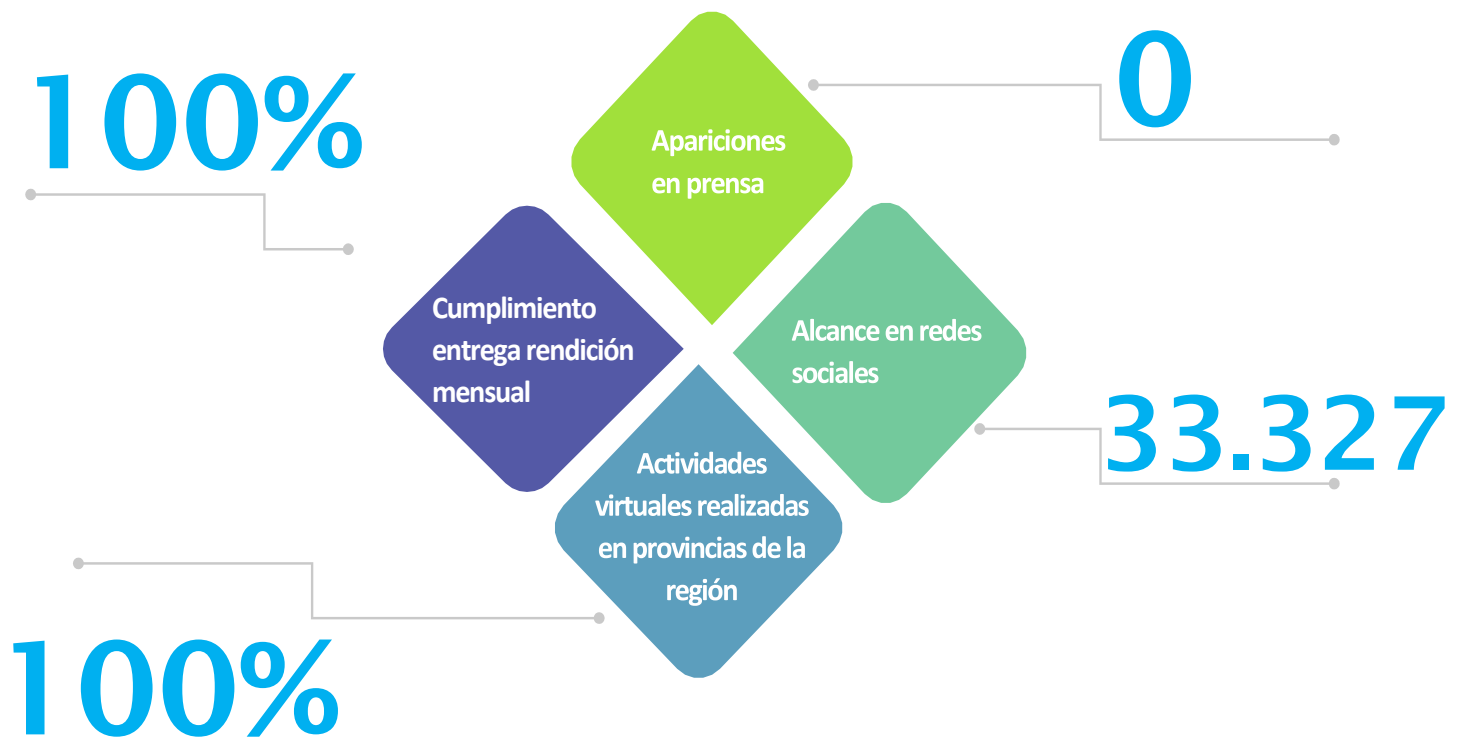 100%
0
Apariciones
en prensa
Cumplimiento
entrega rendición
mensual
Alcance en redes
sociales
33.327
Actividades
virtuales realizadas
en provincias de la
región
100%